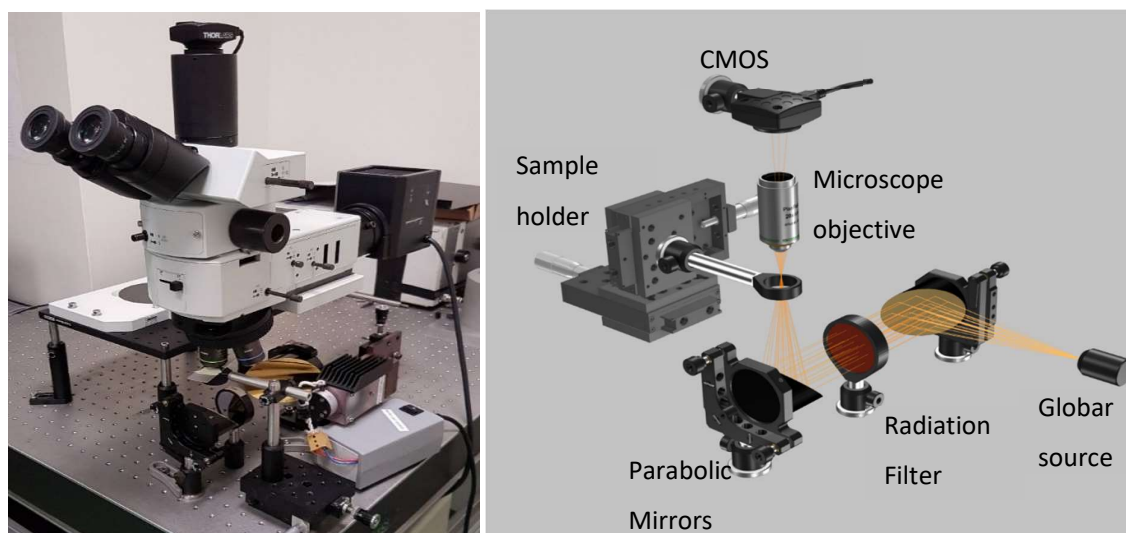 THORLABS
CMOS
Sample
holder
Microscope
objective
Radiation
Filter
Globar
source
Parabolic
Mirrors